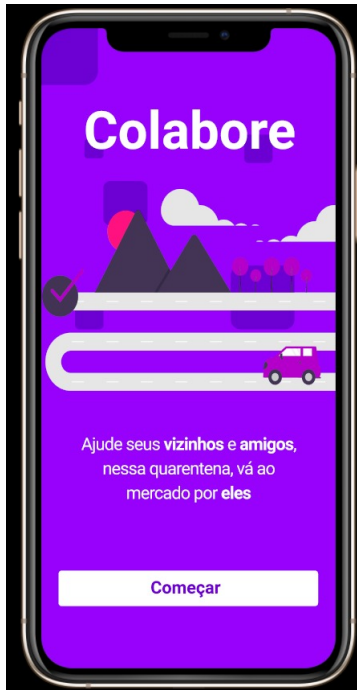 Colabore
Ajude seus vizinhos e amigos,
nessa quarentena, vá ao
mercado por eles
Começar